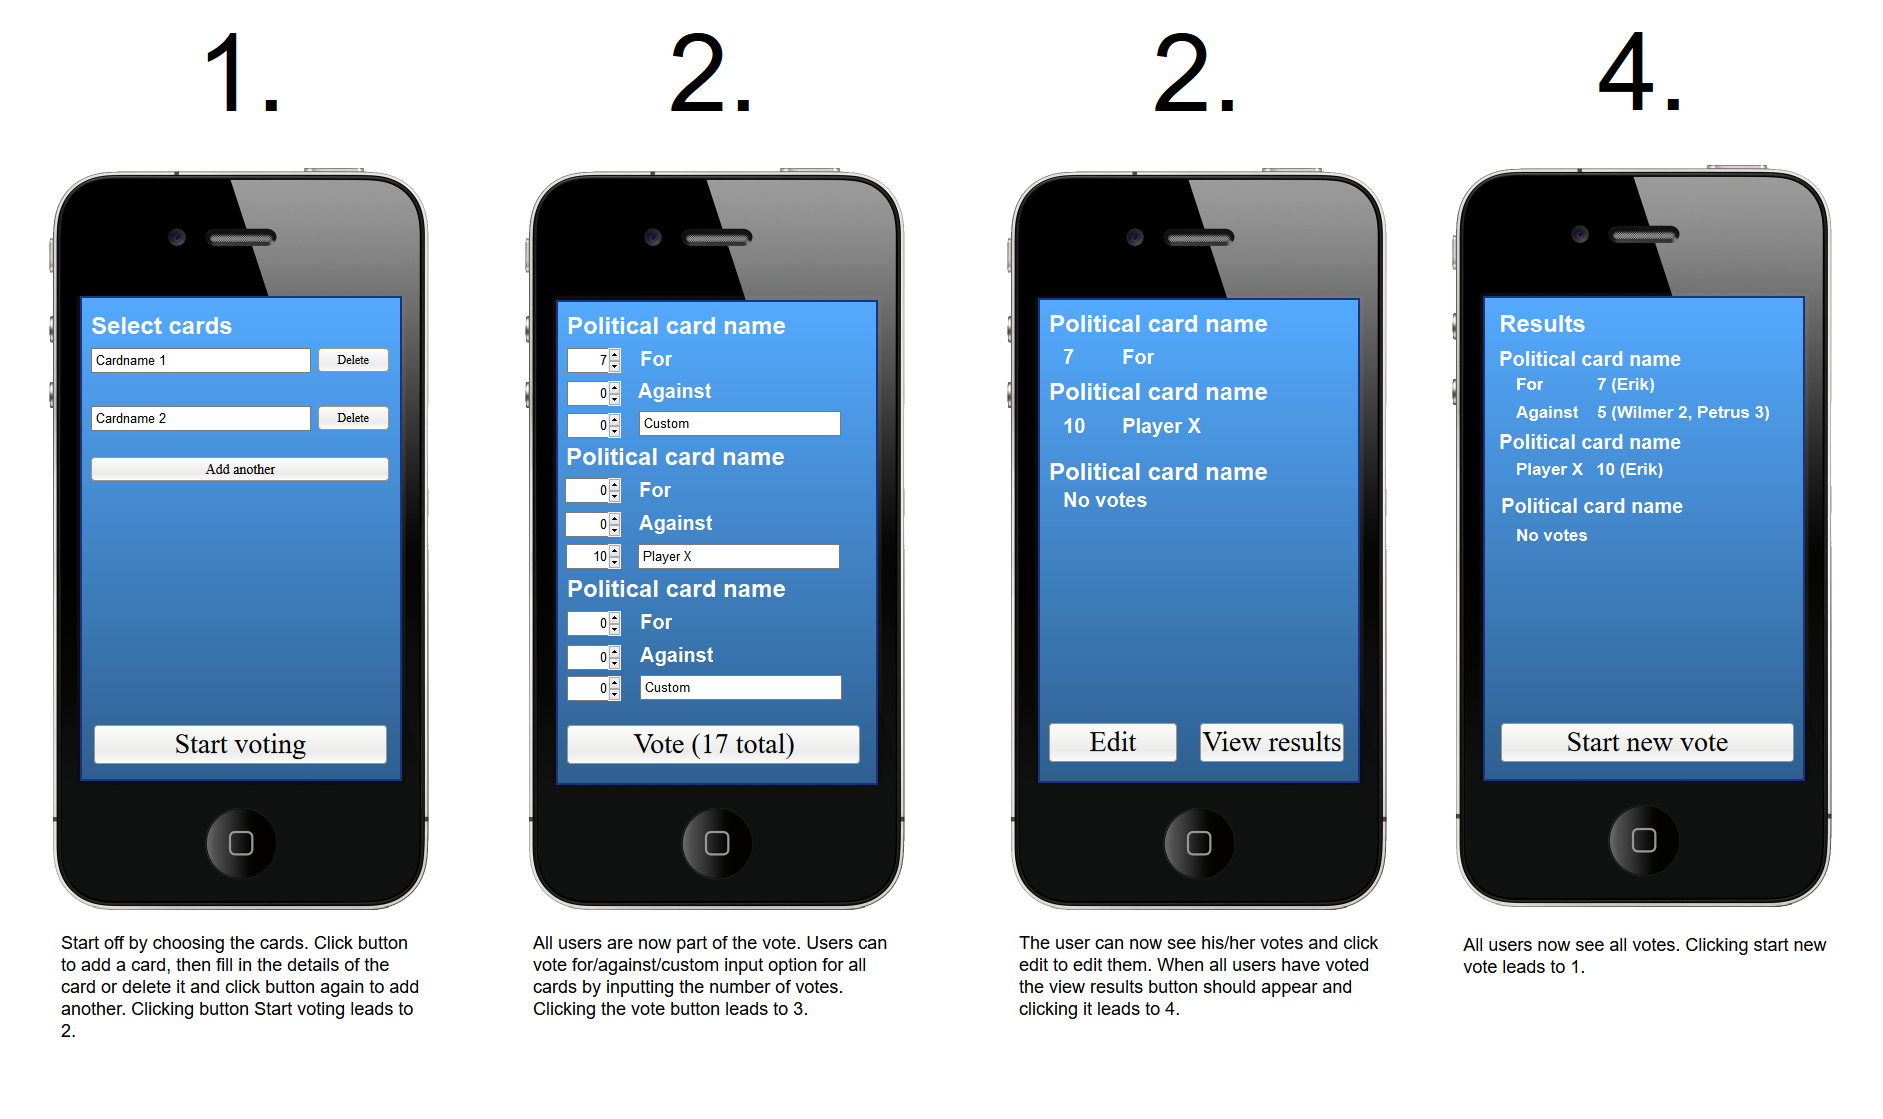 1.
2.
2.
4.
Select cards
Cardname 1
Delete
Cardname 2
Delete
Add another
Start voting
Political card name
7 For
0 Against
0 Custom
Political card name
0 For
0 Against
10 Player X
Political card name
0 For
0 Against
0 Custom
Vote (17 total)
Political card name
7 For
Political card name
10 Player X
Political card name
No votes
Edit
View results
Results
Political card name
For 7 (Erik)
Against 5 (Wilmer 2, Petrus 3)
Political card name
Player X 10 (Erik)
Political card name
No votes
Start new vote
Start off by choosing the cards. Click button
to add a card, then fill in the details of the
card or delete it and click button again to add
another. Clicking button Start voting leads to
2.
All users are now part of the vote. Users can
vote for/against/custom input option for all
cards by inputting the number of votes.
Clicking the vote button leads to 3.
The user can now see his/her votes and click
edit to edit them. When all users have voted
the view results button should appear and
clicking it leads to 4.
All users now see all votes. Clicking start new
vote leads to 1.